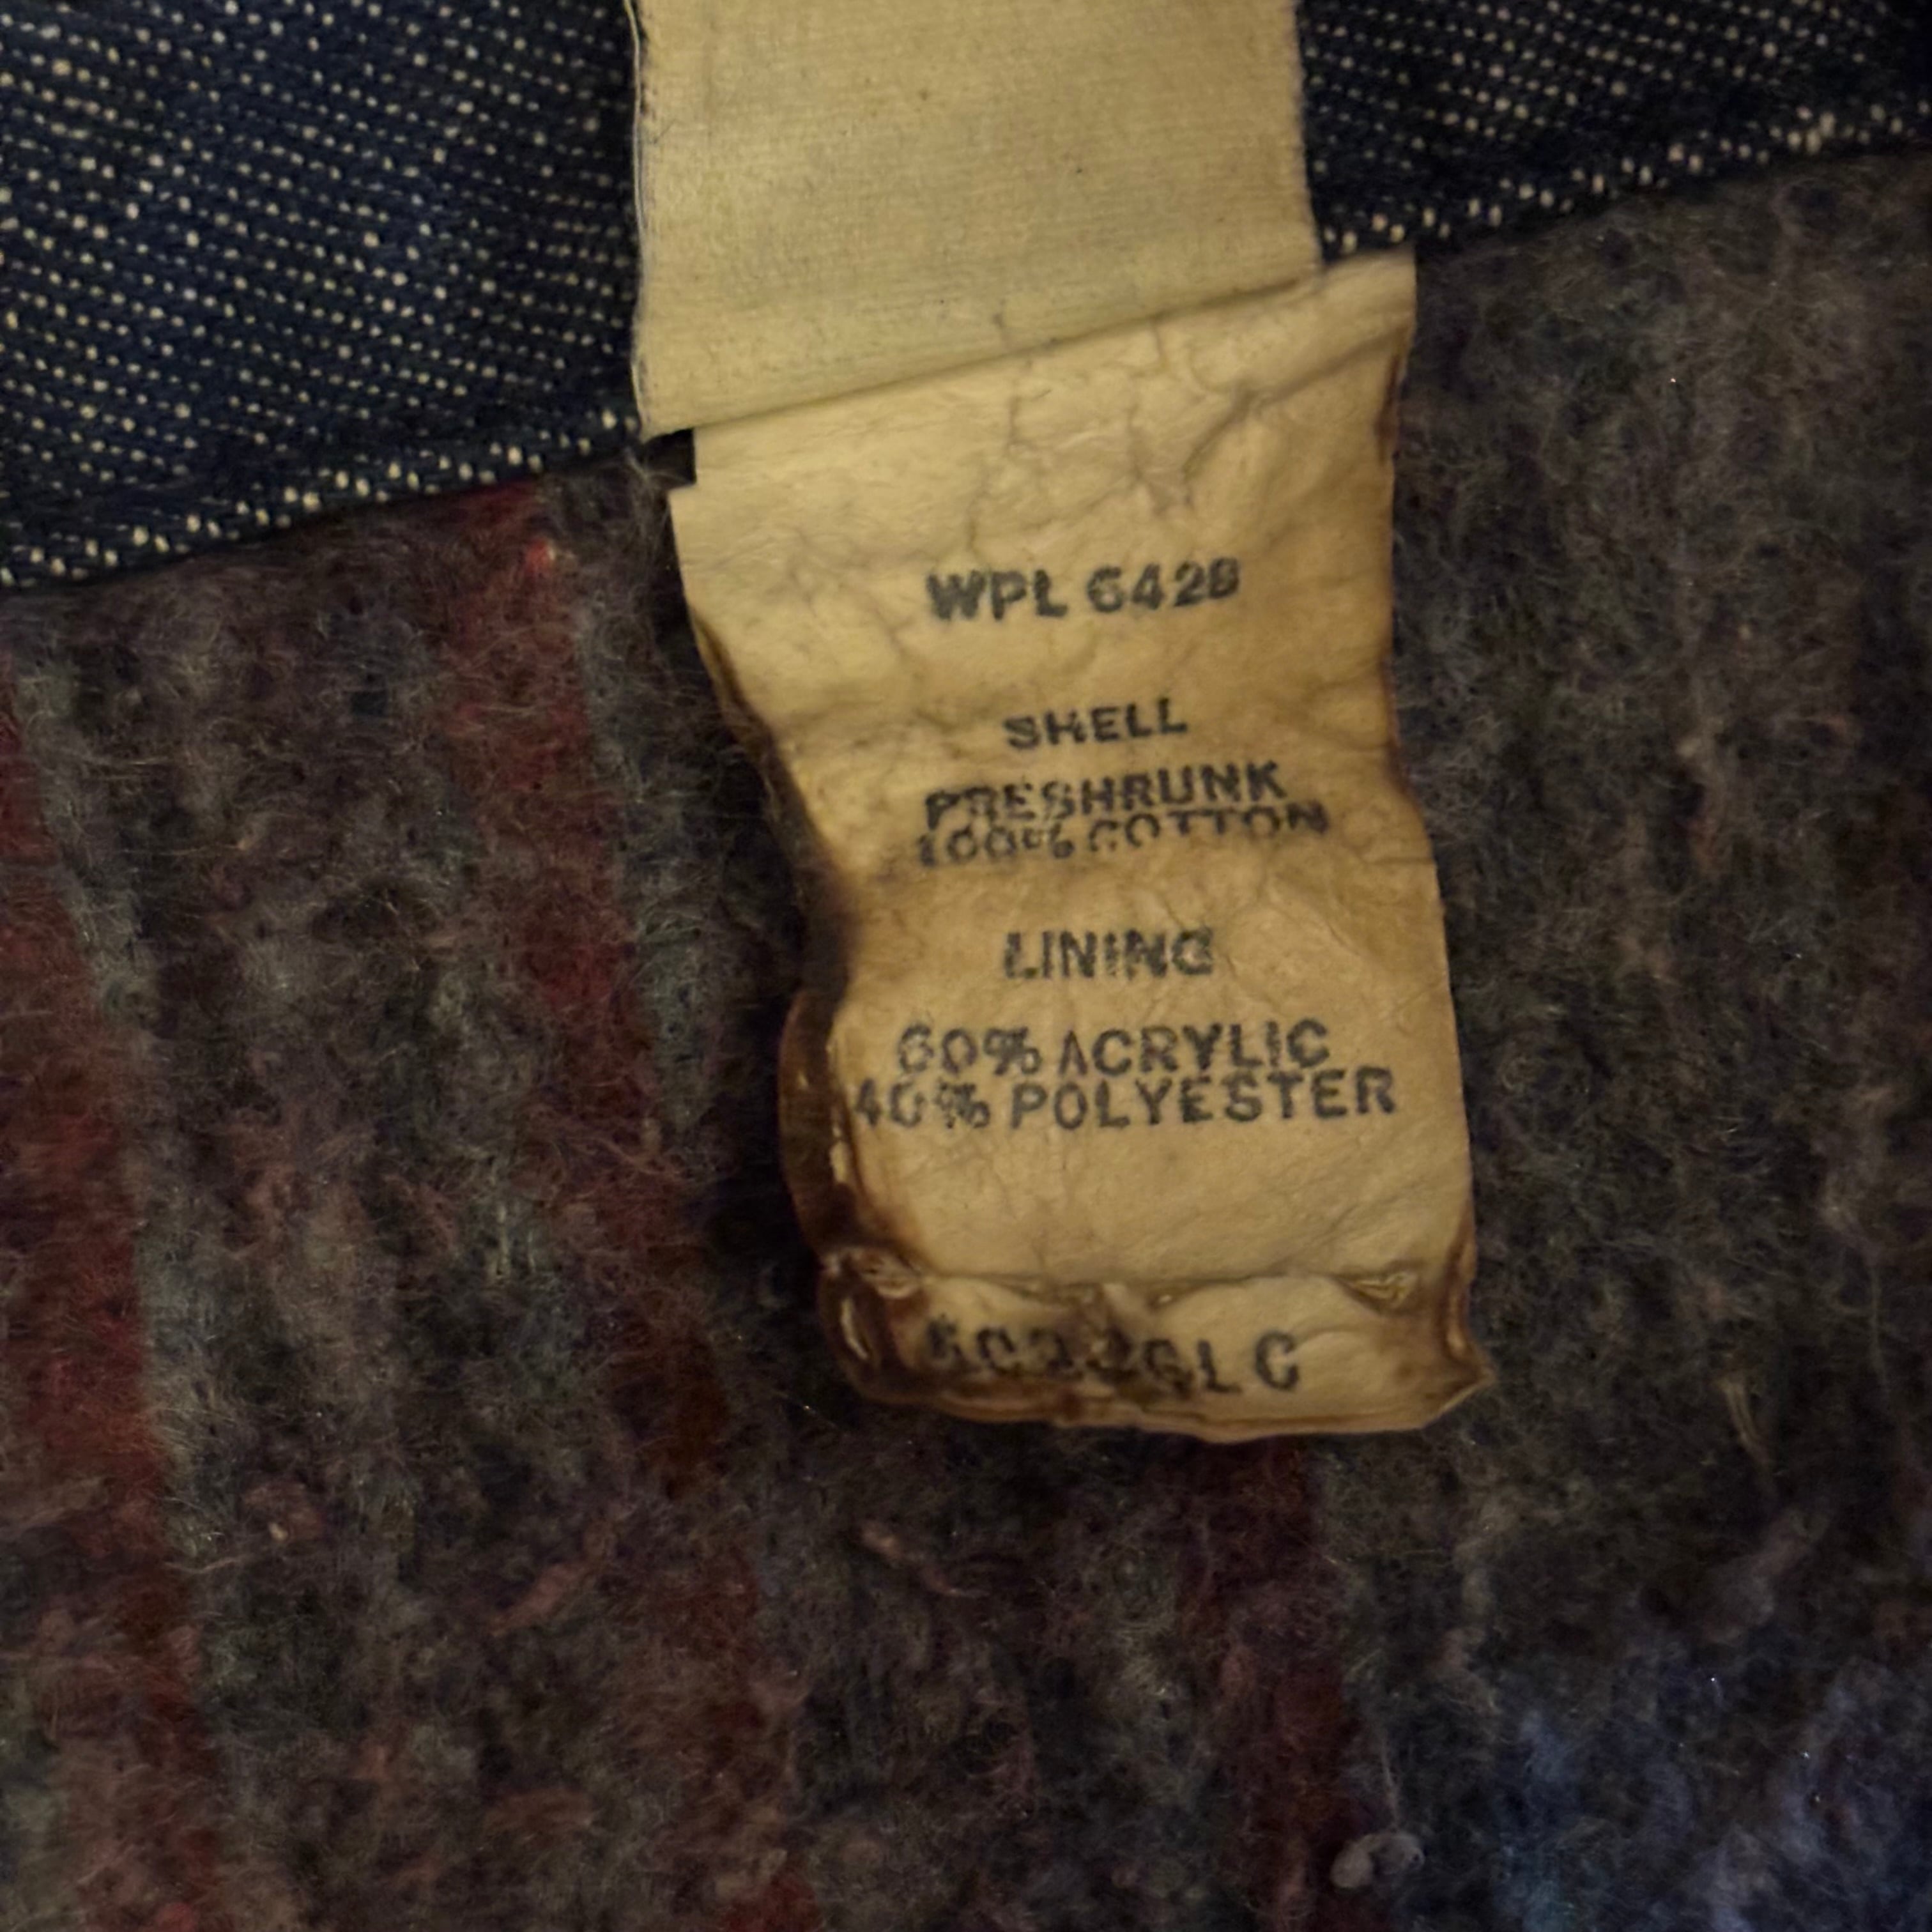 WPL 6428
SHELL
PRESHRUNK
100% COTTON
LINING
60% ACRYLIC
40% POLYESTER